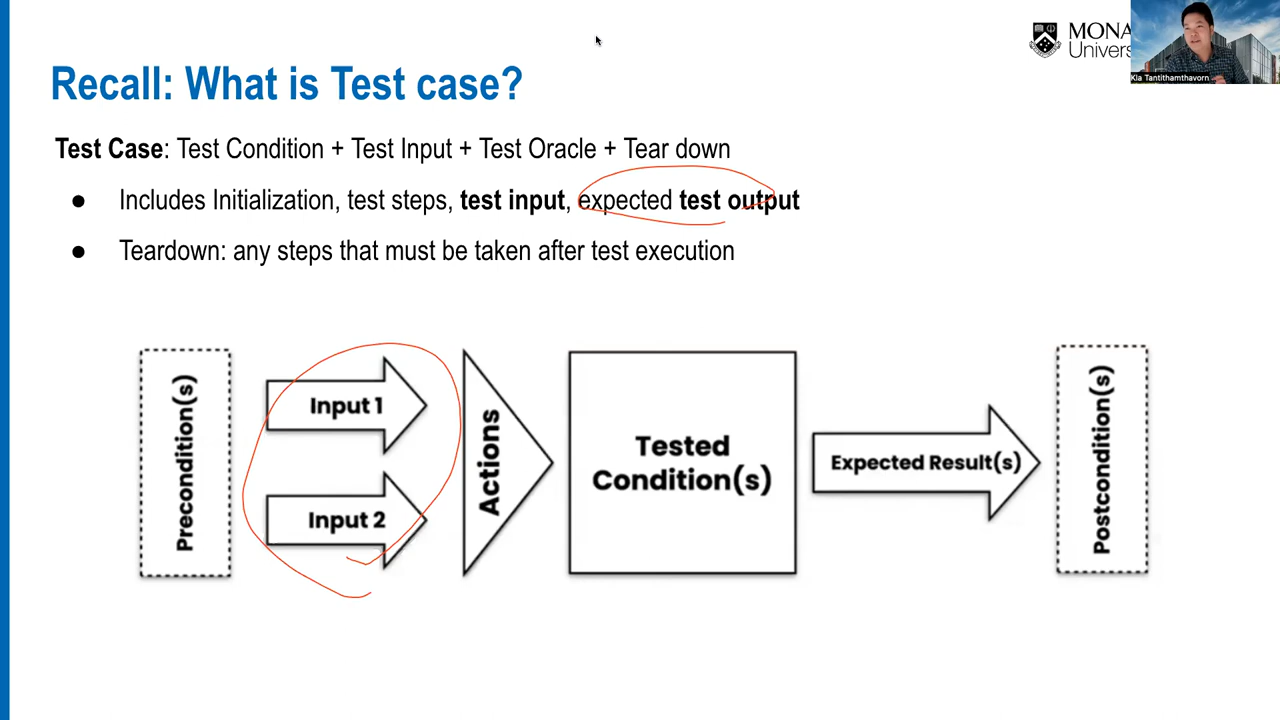 MONA
Univers
Kla Tantithamthavorn
Recall: What is Test case?
Test Case: Test Condition + Test Input + Test Oracle + Tear down
● Includes Initialization, test steps, test input, expected test output
● Teardown: any steps that must be taken after test execution
Precondition(s)
Input 1
Input 2
Actions
Tested
Condition(s)
Expected Result(s)
Postcondition(s)